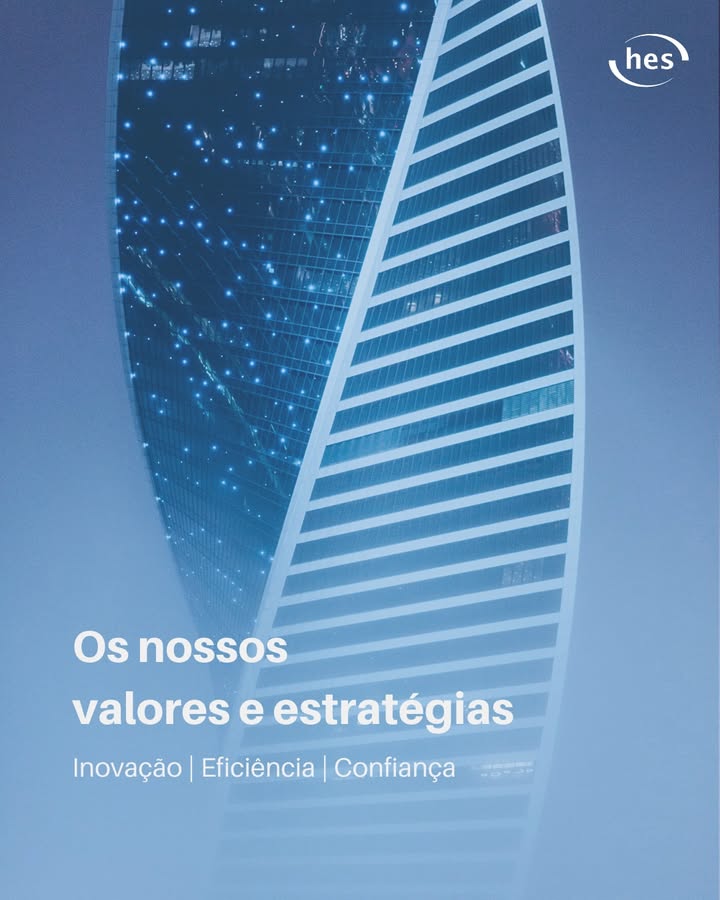 hes
Os nossos
valores e estratégias
Inovação | Eficiência | Confiança